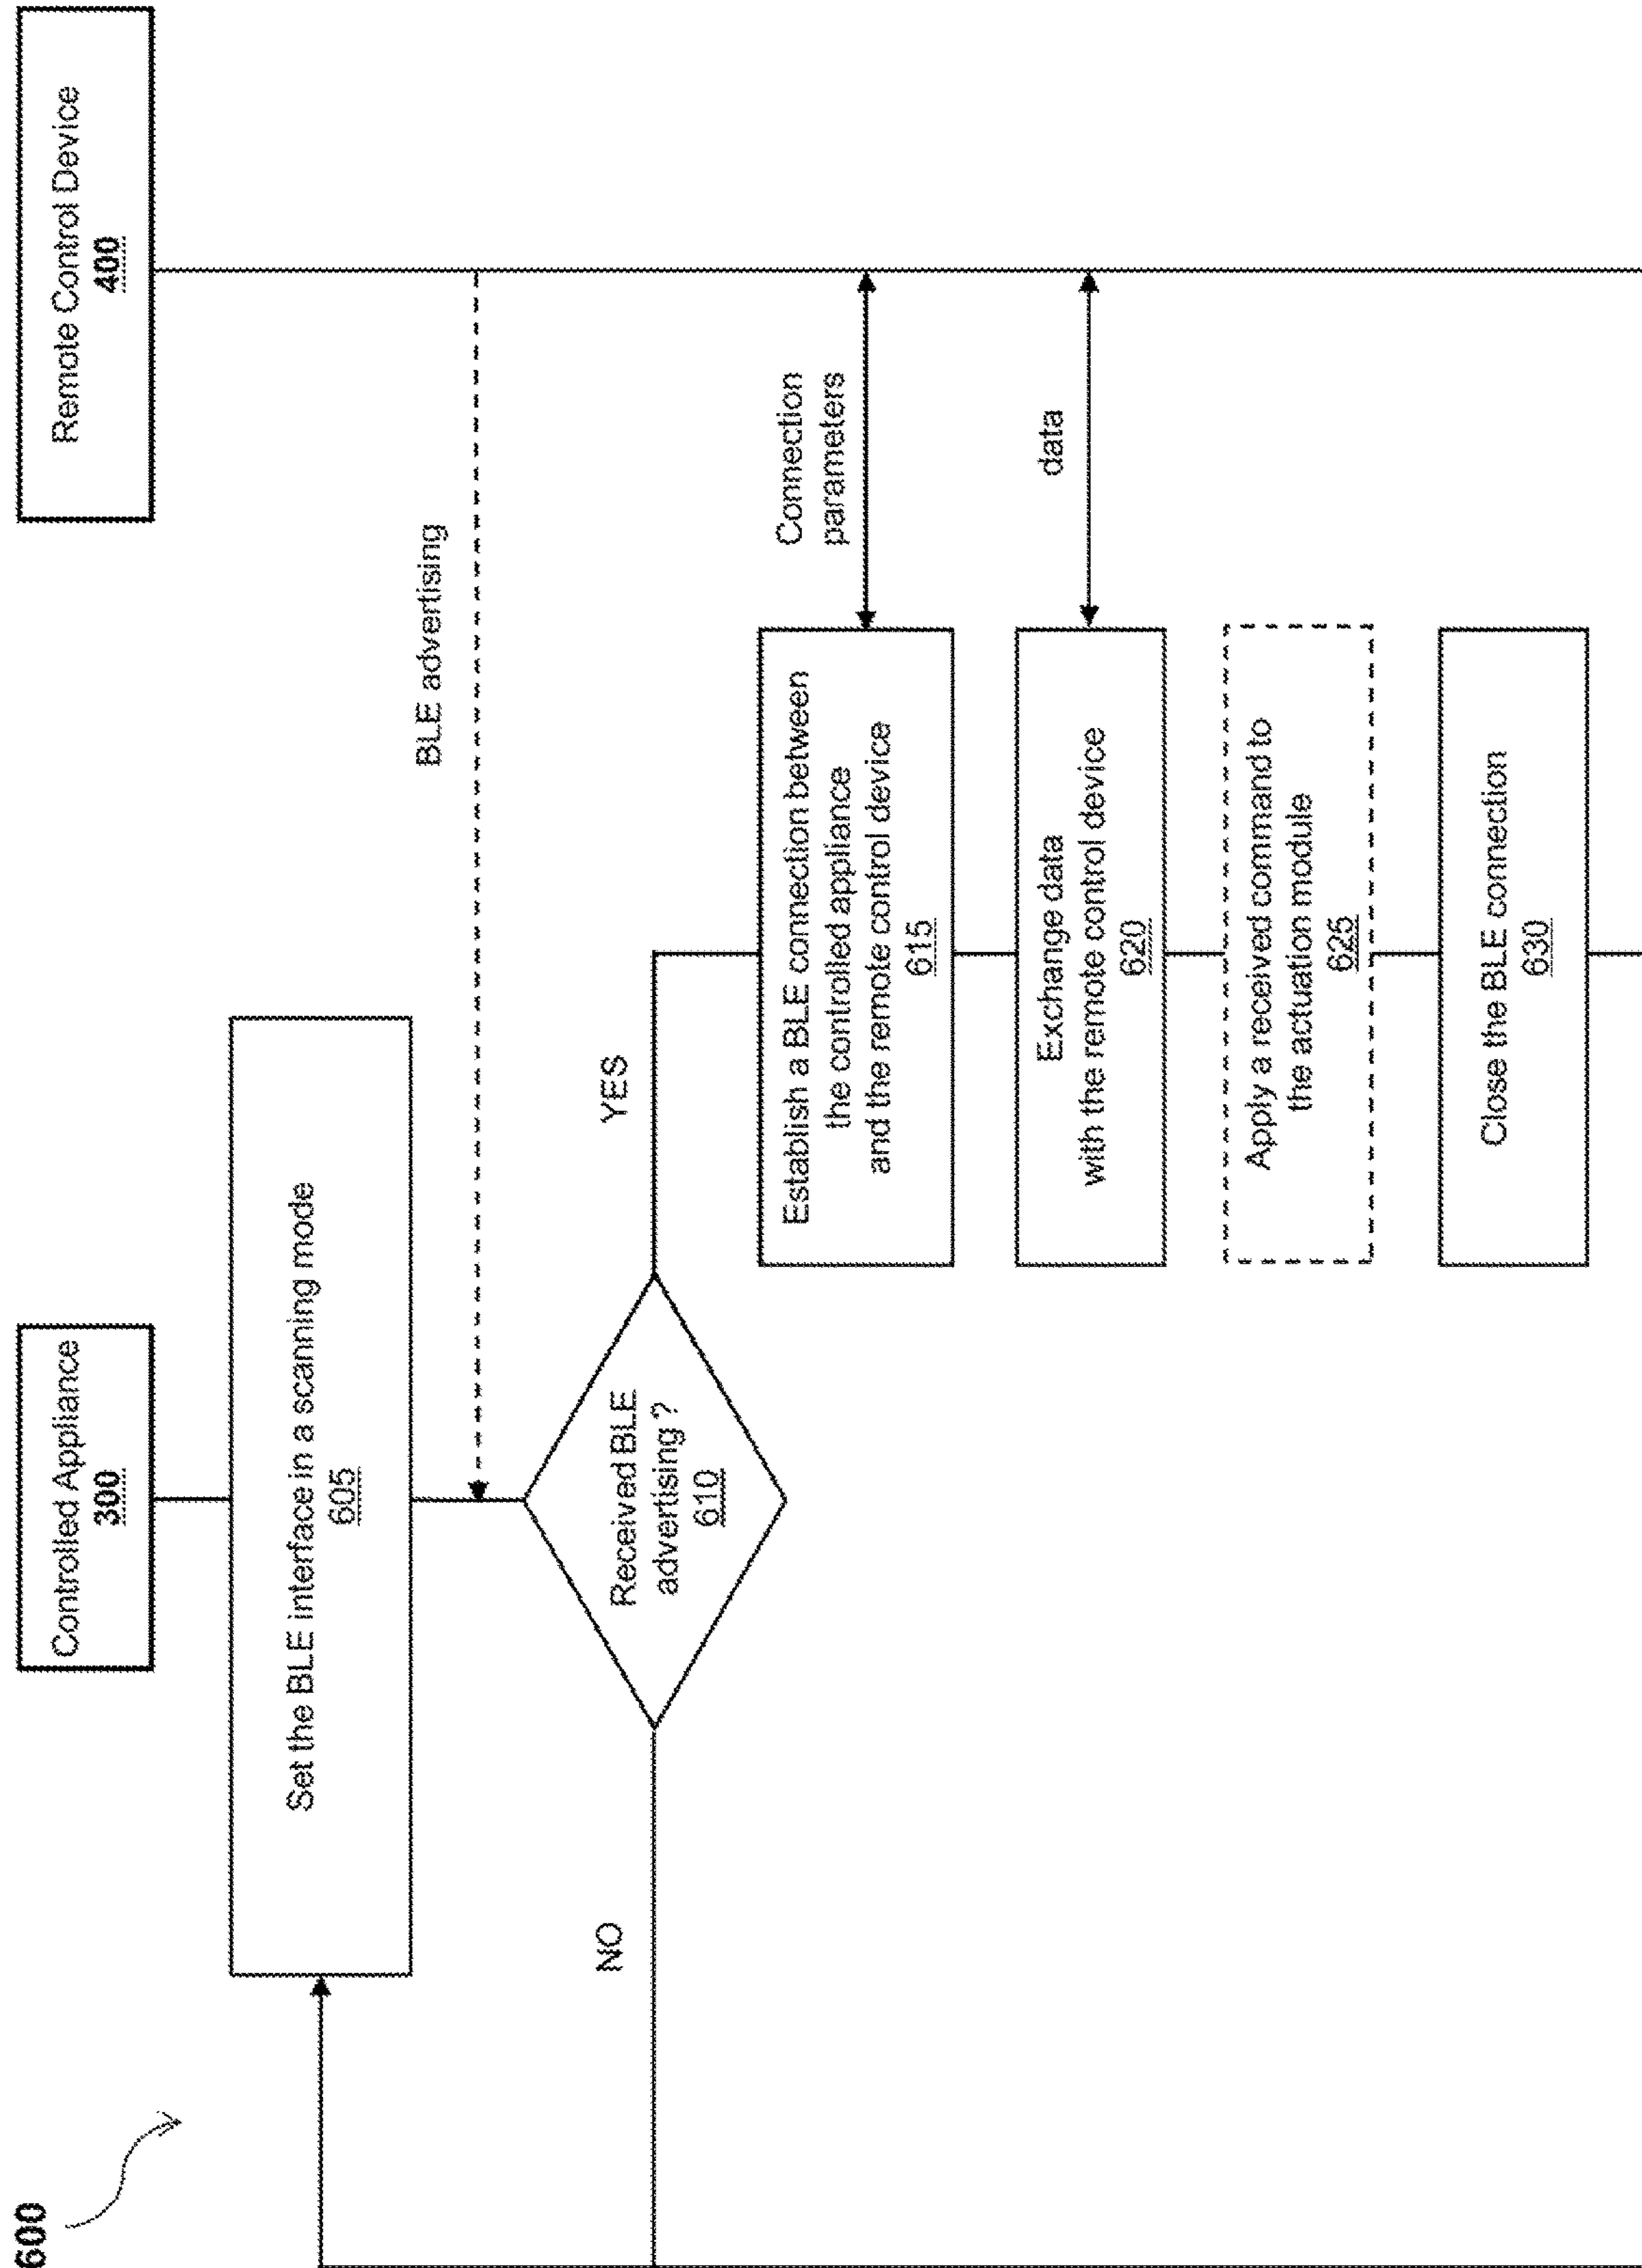 600
Controlled Appliance
300
Remote Control Device
400
Set the BLE interface in a scanning mode
605
BLE advertising
Received BLE
advertising ?
610
NO
YES
Establish a BLE connection between
the controlled appliance
and the remote control device
615
Connection
parameters
Exchange data
with the remote control device
620
data
Apply a received command to
the actuation module
625
Close the BLE connection
630